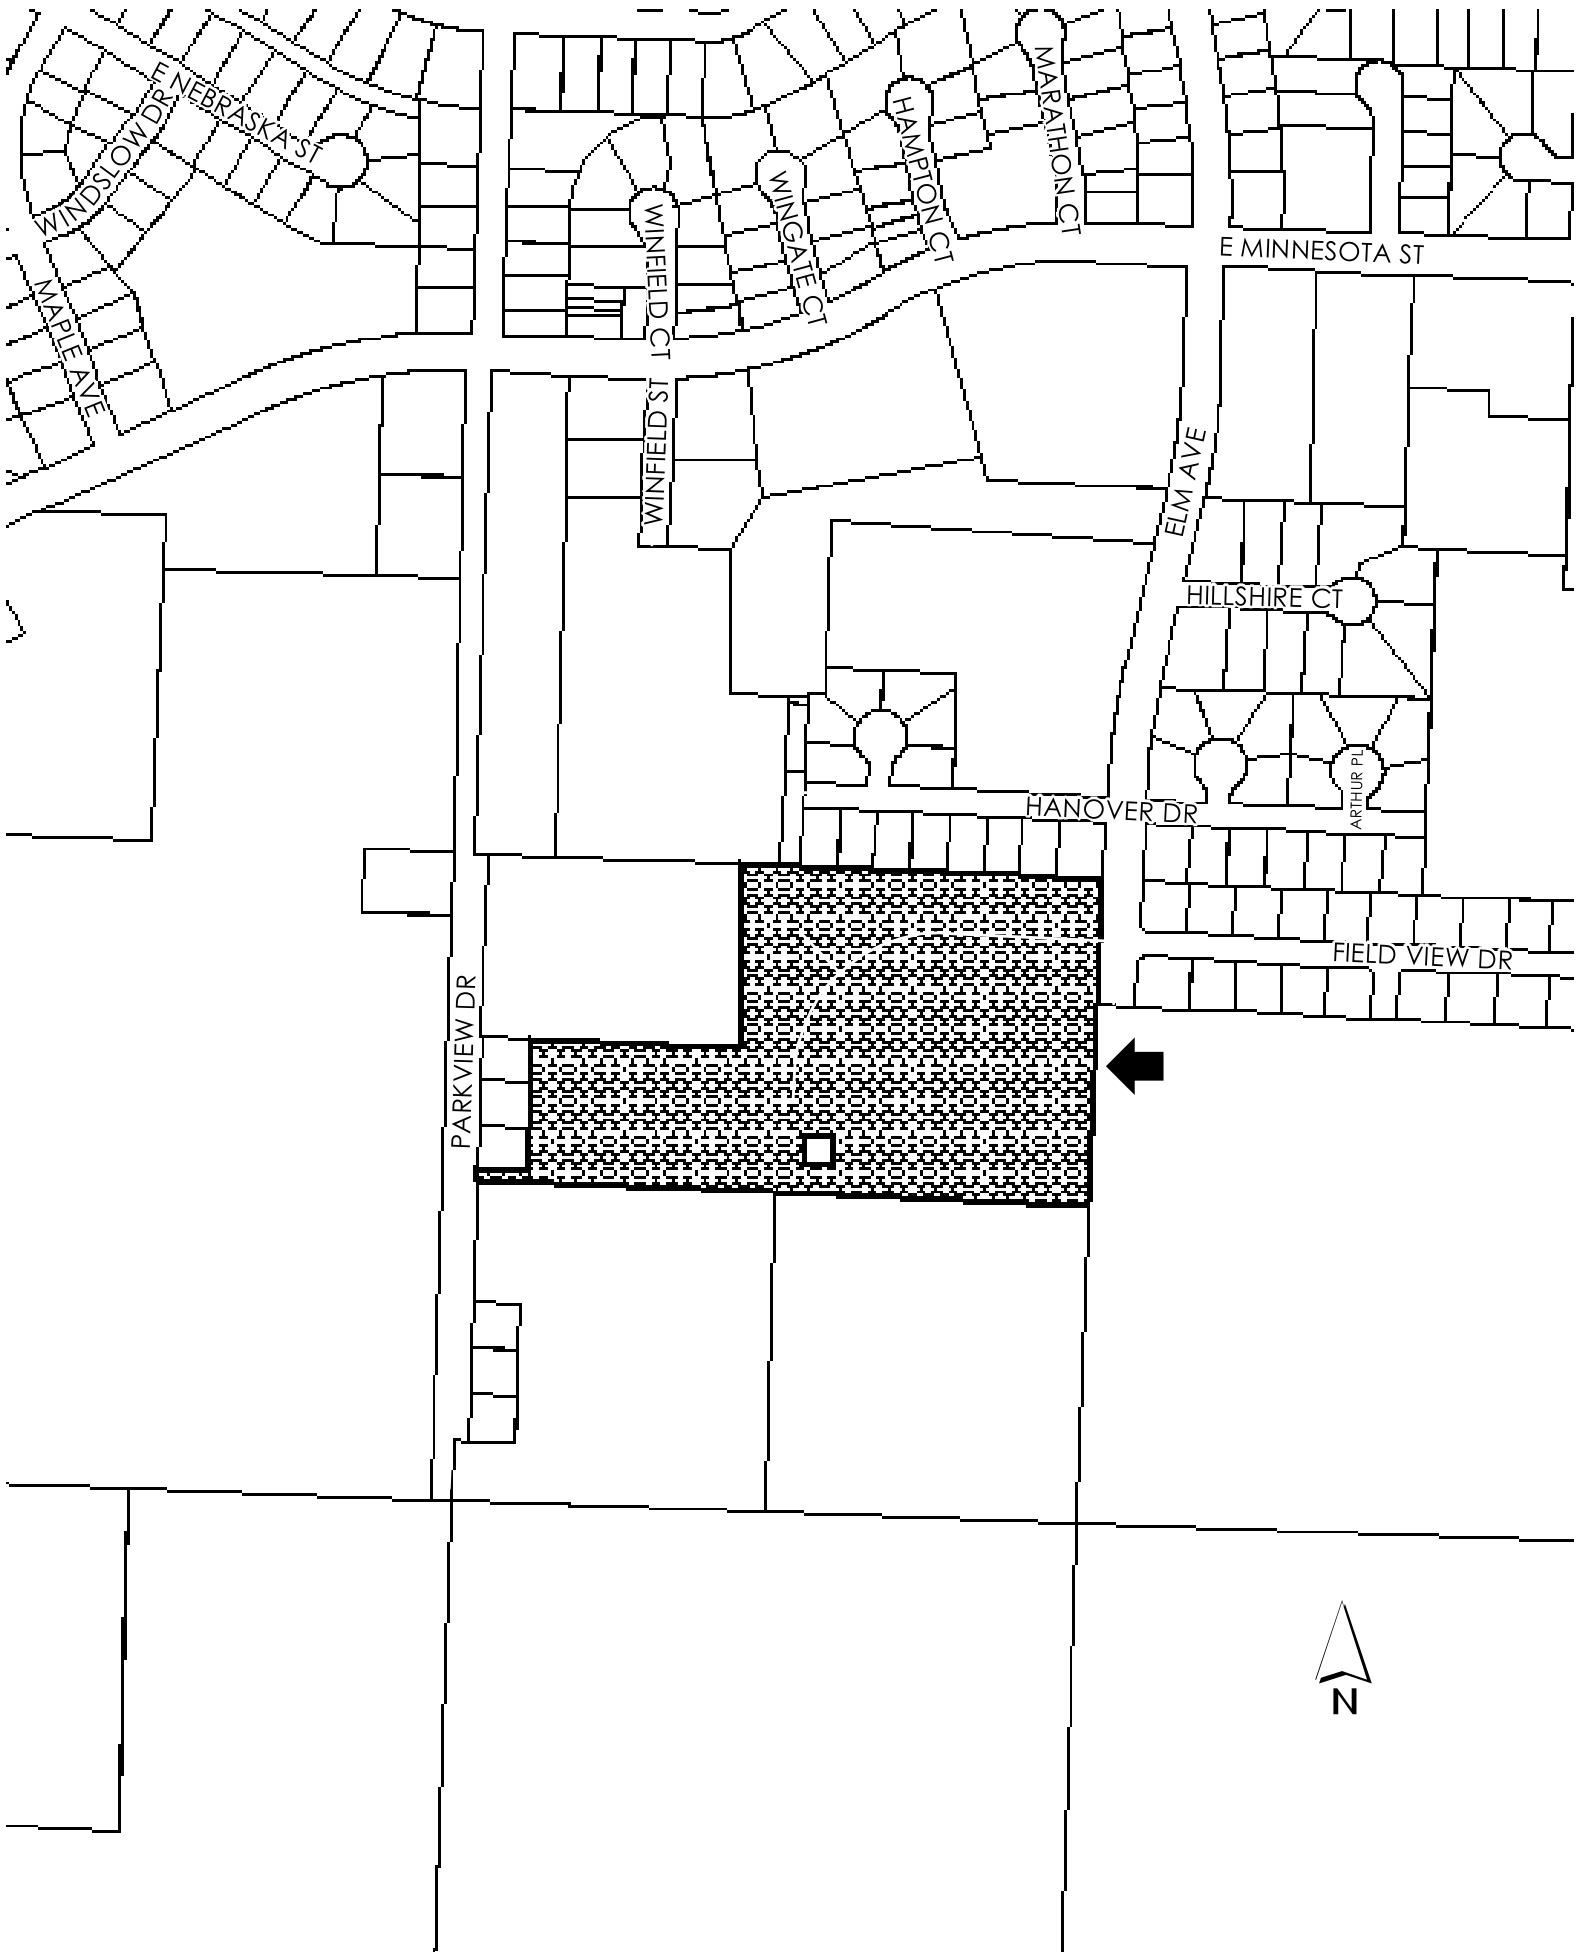 E NEBRASKA ST
WINDSLOW DR
MAPLE AVE
WINFIELD CT
WINGATE CT
HAMPTON CT
MARATHON CT
E MINNESOTA ST
WINFIELD ST
ELM AVE
HILLSHIRE CT
HANOVER DR
ARTHUR PL
FIELD VIEW DR
PARKVIEW DR
N